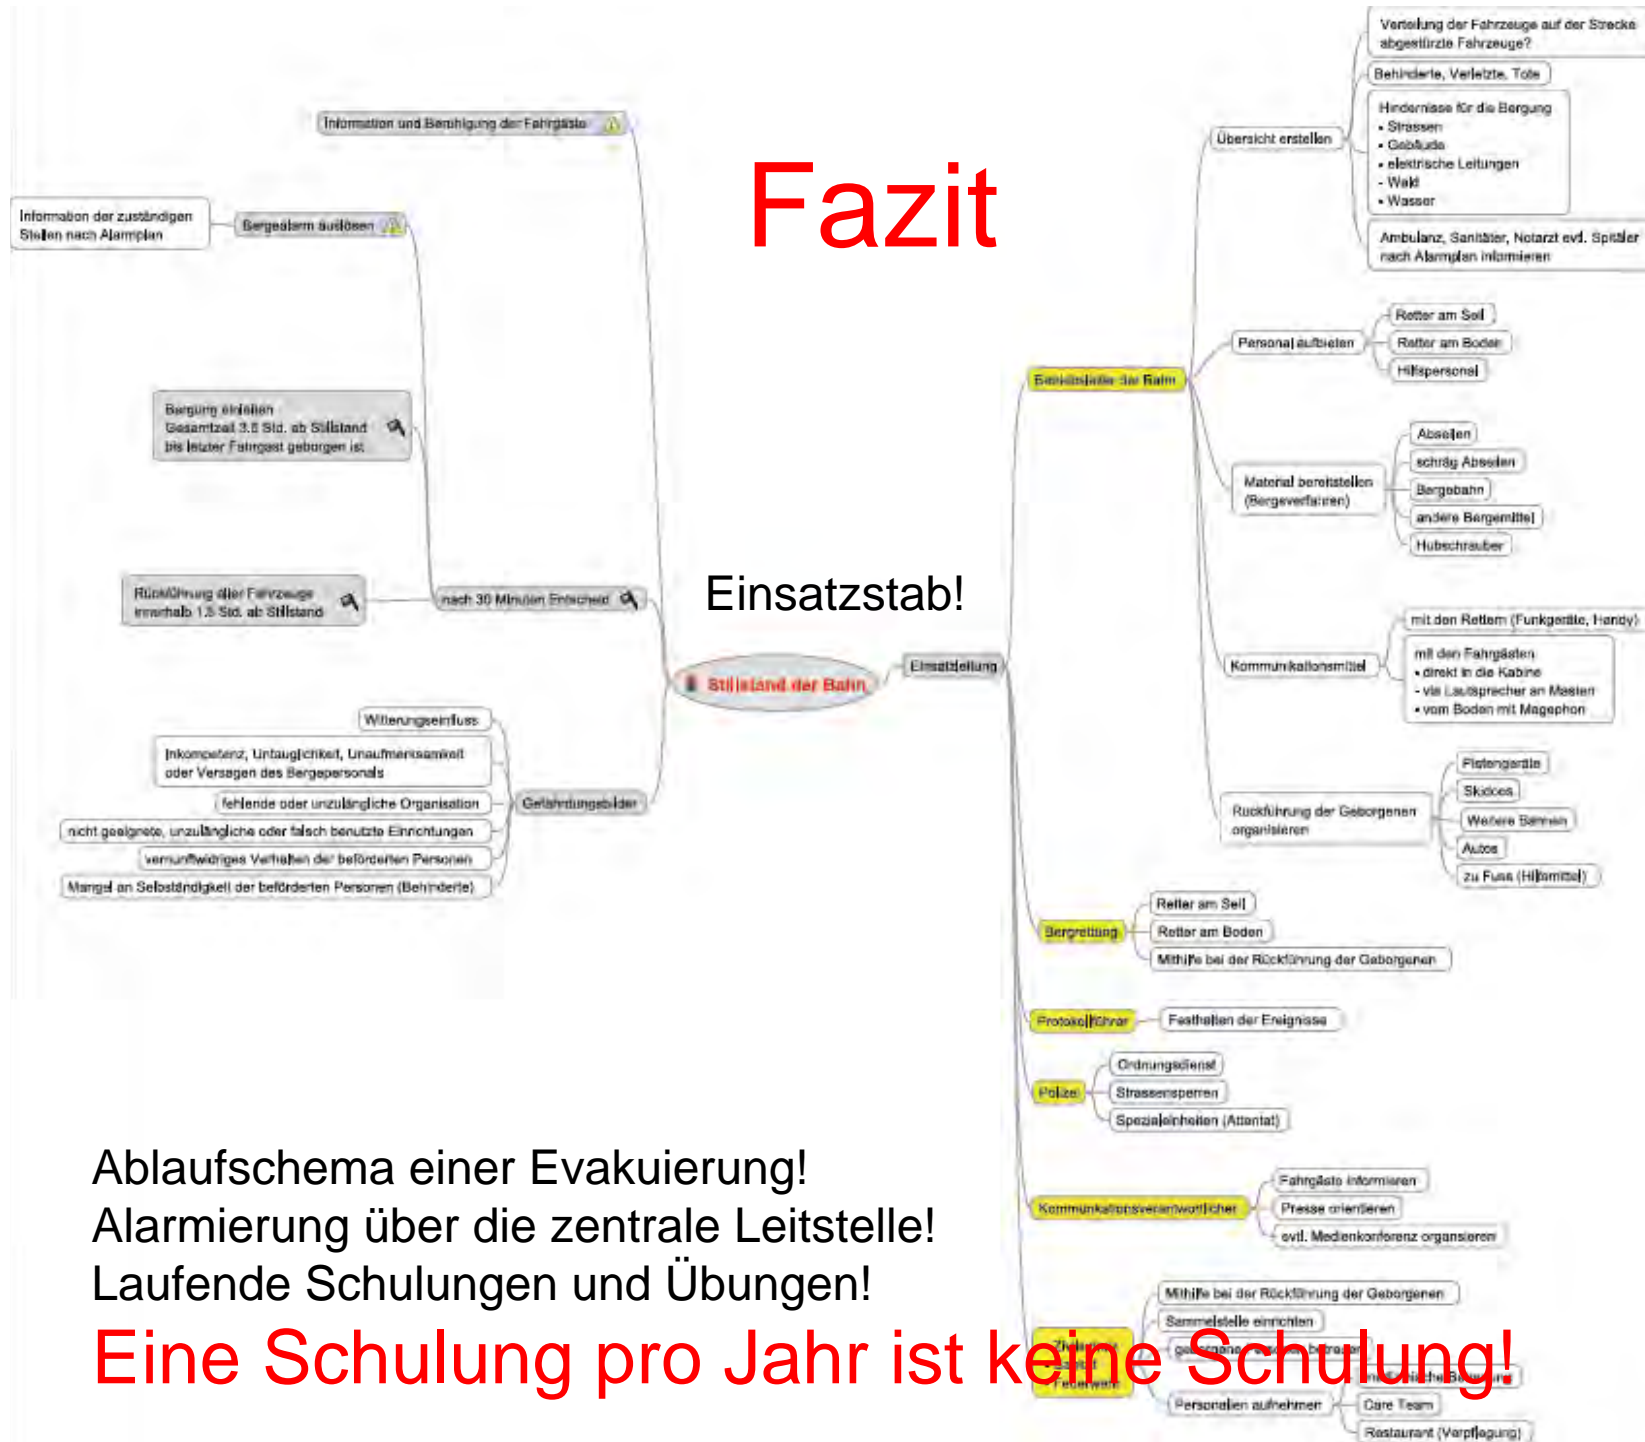 Fazit
Information und Beruhigung der Fahrgäste
Information der zuständigen
Stellen nach Alarmplan
Bergealarm auslösen
Bergung einleiten
Gesamtzeit 3.5 Std. ab Stillstand
bis letzter Fahrgast geborgen ist
Rückführung aller Fahrzeuge
innerhalb 1.5 Std. ab Stillstand
nach 30 Minuten Entscheid
Einsatzstab!
Stillstand der Bahn
Witterungseinfluss
Inkompetenz, Untauglichkeit, Unaufmerksamkeit
oder Versagen des Bergepersonals
fehlende oder unzulängliche Organisation
nicht geeignete, unzulängliche oder falsch benutzte Einrichtungen
vernunftwidriges Verhalten der beförderten Personen
Mangel an Selbständigkeit der beförderten Personen (Behinderte)
Gefährdungsbilder
Einsatzleitung
Betriebsleiter der Bahn
Übersicht erstellen
Verteilung der Fahrzeuge auf der Strecke
abgestürzte Fahrzeuge?
Behinderte, Verletzte, Tote
Hindernisse für die Bergung
• Strassen
• Gebäude
• elektrische Leitungen
- Wald
• Wasser
Ambulanz, Sanitäter, Notarzt evtl. Spitäler
nach Alarmplan informieren
Personal aufbieten
Retter am Seil
Retter am Boden
Hilfspersonal
Material bereitstellen
(Bergeverfahren)
Abseilen
schräg Abseilen
Bergebahn
andere Bergemittel
Hubschrauber
Kommunikationsmittel
mit den Rettern (Funkgeräte, Handy)
mit den Fahrgästen
• direkt in die Kabine
- via Lautsprecher an Masten
• vom Boden mit Megaphon
Rückführung der Geborgenen
organisieren
Pistengeräte
Skidoos
Weitere Bahnen
Autos
zu Fuss (Hilfsmittel)
Bergrettung
Retter am Seil
Retter am Boden
Mithilfe bei der Rückführung der Geborgenen
Protokollführer
Festhalten der Ereignisse
Polizei
Ordnungsdienst
Strassensperren
Spezialeinheiten (Attentat)
Kommunikationsverantwortlicher
Fahrgäste informieren
Presse orientieren
evtl. Medienkonferenz organsieren
Feuerwehr
Mithilfe bei der Rückführung der Geborgenen
Sammelstelle einrichten
geborgene betreuen
Personalien aufnehmen
Care Team
Restaurant (Verpflegung)
Ablaufschema einer Evakuierung!
Alarmierung über die zentrale Leitstelle!
Laufende Schulungen und Übungen!
Eine Schulung pro Jahr ist keine Schulung!